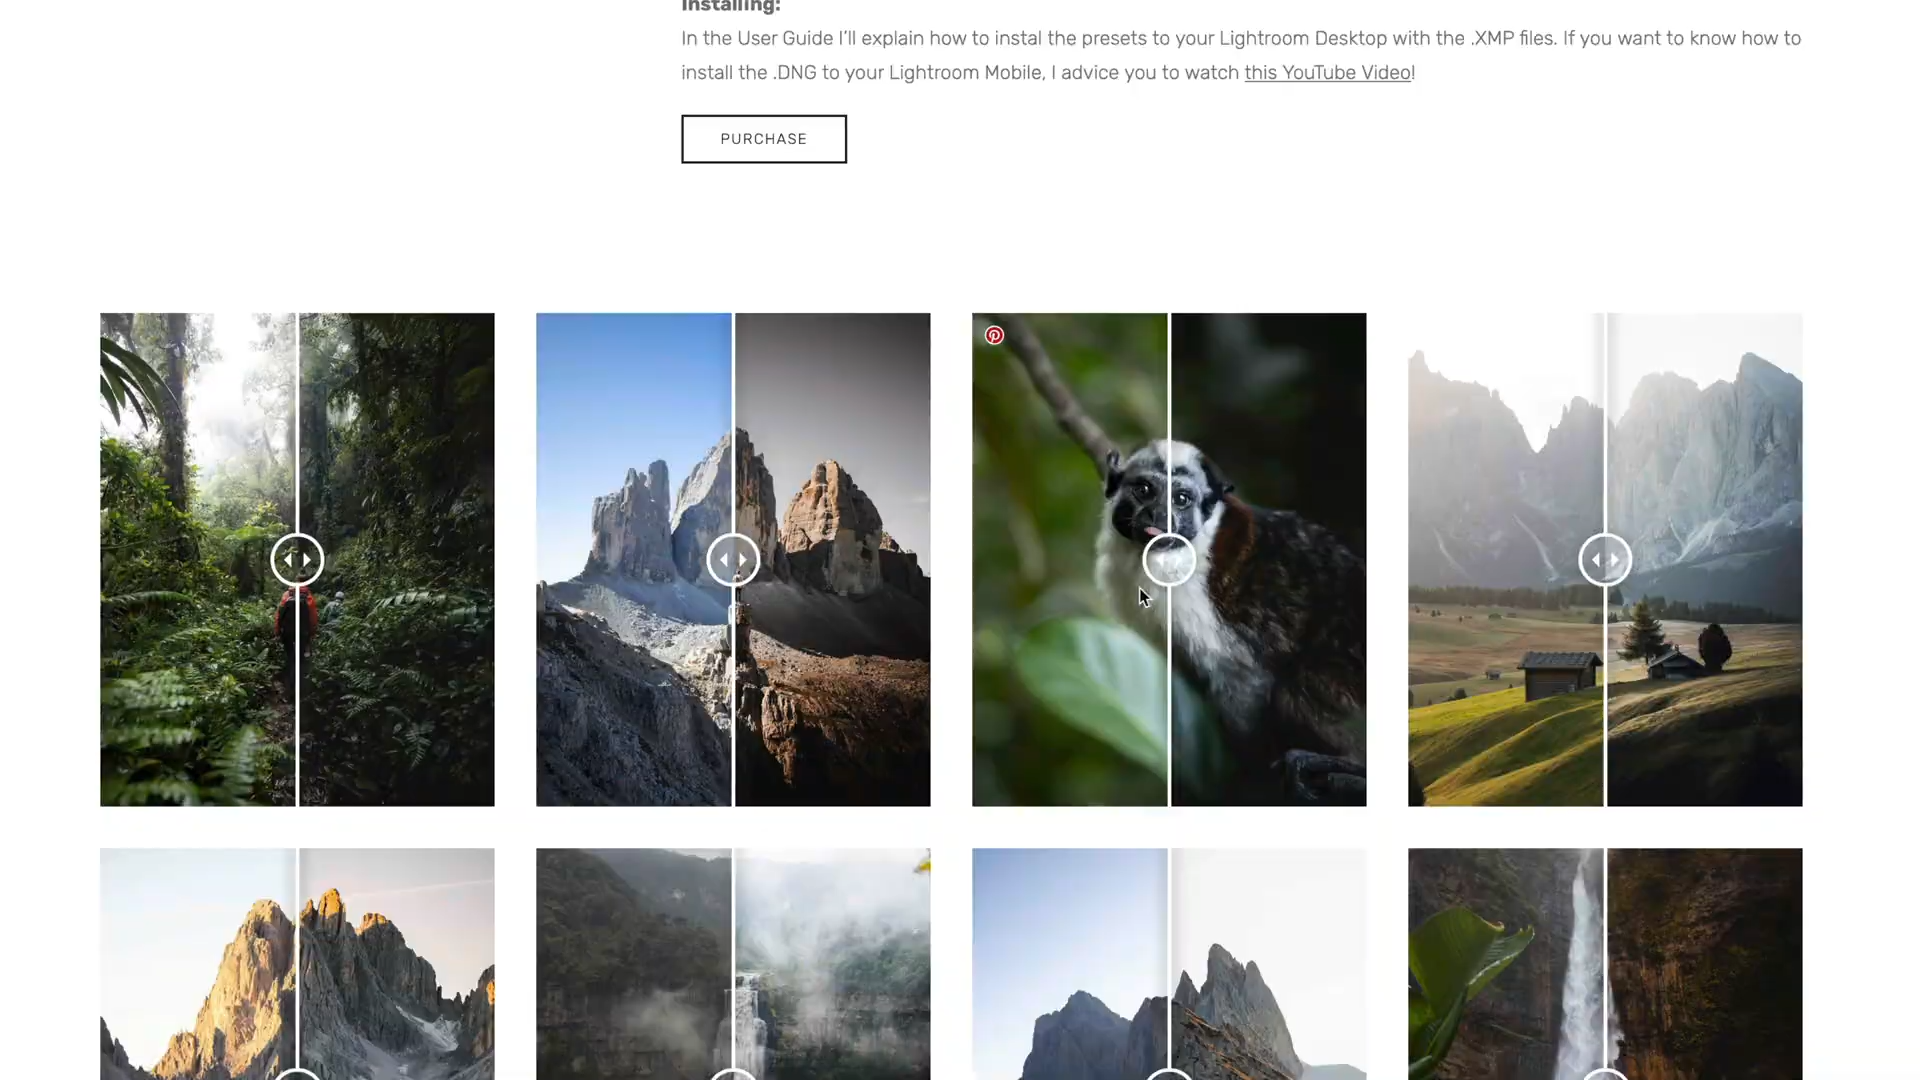 Installing:
In the User Guide I'll explain how to instal the presets to your Lightroom Desktop with the .XMP files. If you want to know how to
install the .DNG to your Lightroom Mobile, I advice you to watch this YouTube Video!
PURCHASE